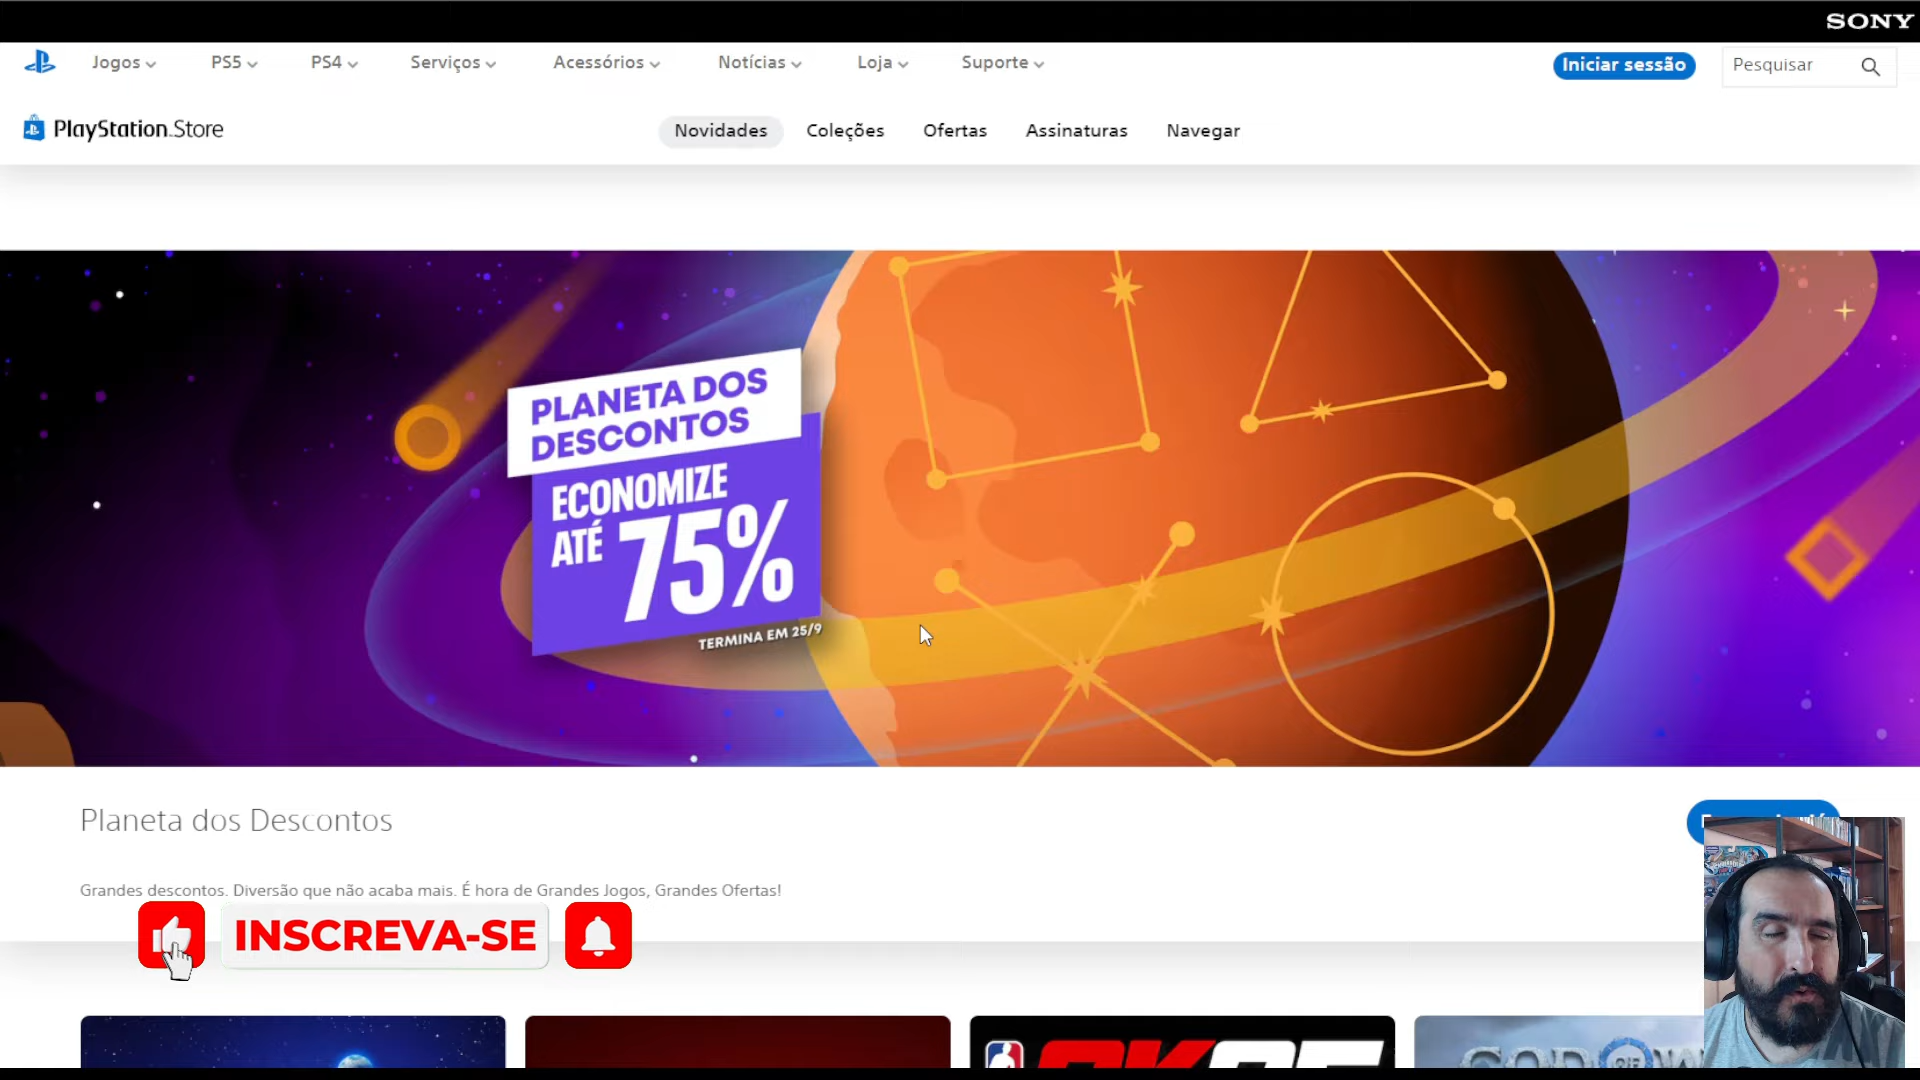 SONY
Jogos
PS5
PS4
Serviços
Acessórios
Notícias
Loja
Suporte
Iniciar sessão
Pesquisar
PlayStation.Store
Novidades
Coleções
Ofertas
Assinaturas
Navegar
PLANETA DOS
DESCONTOS
ECONOMIZE
ATÉ 75%
TERMINA EM 25/9
Planeta dos Descontos
Grandes descontos. Diversão que não acaba mais. É hora de Grandes Jogos, Grandes Ofertas!
INSCREVA-SE